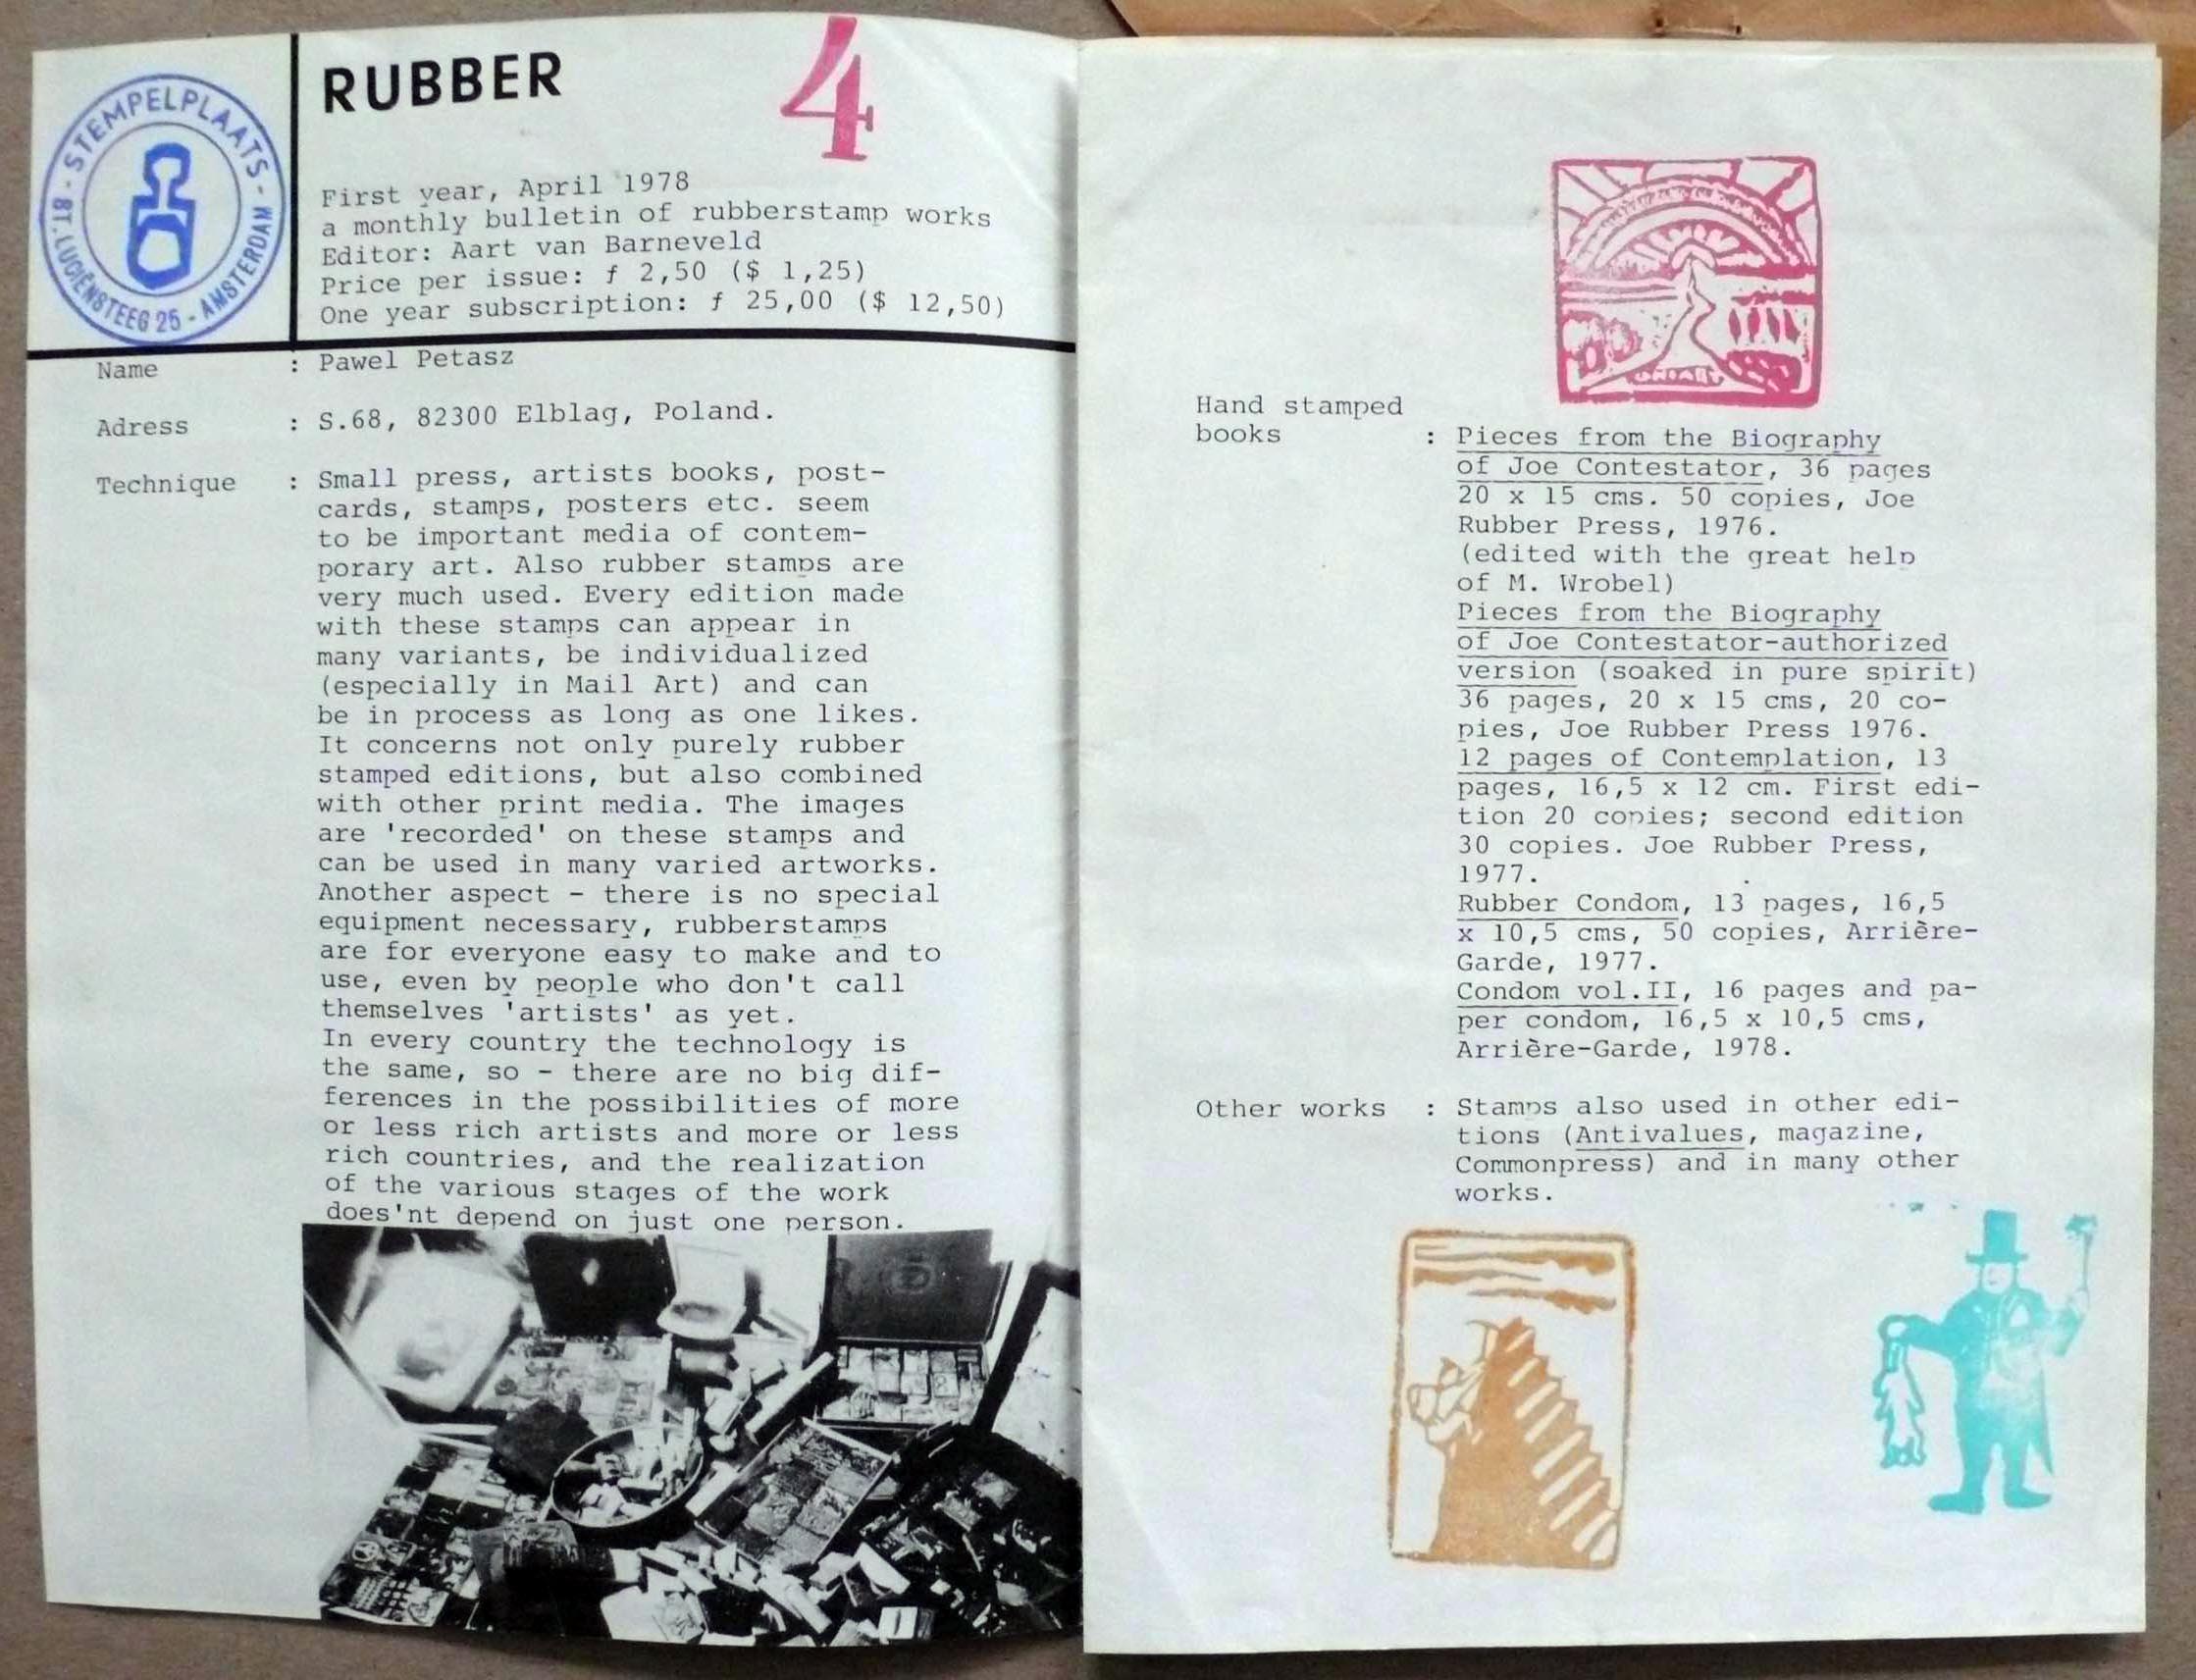 STEMPELPLAATS - ST. LUCIËNSTEEG 25 - AMSTERDAM -
RUBBER
4
First year, April 1978
a monthly bulletin of rubberstamp works
Editor: Aart van Barneveld
Price per issue: ƒ 2,50 ($ 1,25)
One year subscription: ƒ 25,00 ($ 12,50)
Name : Pawel Petasz
Adress : S.68, 82300 Elblag, Poland.
Technique : Small press, artists books, post-
cards, stamps, posters etc. seem
to be important media of contem-
porary art. Also rubber stamps are
very much used. Every edition made
with these stamps can appear in
many variants, be individualized
(especially in Mail Art) and can
be in process as long as one likes.
It concerns not only purely rubber
stamped editions, but also combined
with other print media. The images
are 'recorded' on these stamps and
can be used in many varied artworks.
Another aspect - there is no special
equipment necessary, rubberstamps
are for everyone easy to make and to
use, even by people who don't call
themselves 'artists' as yet.
In every country the technology is
the same, so - there are no big dif-
ferences in the possibilities of more
or less rich artists and more or less
rich countries, and the realization
of the various stages of the work
does'nt depend on just one person.
Hand stamped
books : Pieces from the Biography
of Joe Contestator, 36 pages
20 x 15 cms. 50 copies, Joe
Rubber Press, 1976.
(edited with the great help
of M. Wrobel)
Pieces from the Biography
of Joe Contestator-authorized
version (soaked in pure spirit)
36 pages, 20 x 15 cms, 20 co-
pies, Joe Rubber Press 1976.
12 pages of Contemplation, 13
pages, 16,5 x 12 cm. First edi-
tion 20 copies; second edition
30 copies. Joe Rubber Press,
1977.
Rubber Condom, 13 pages, 16,5
x 10,5 cms, 50 copies, Arrière-
Garde, 1977.
Condom vol.II, 16 pages and pa-
per condom, 16,5 x 10,5 cms,
Arrière-Garde, 1978.
Other works : Stamps also used in other edi-
tions (Antivalues, magazine,
Commonpress) and in many other
works.